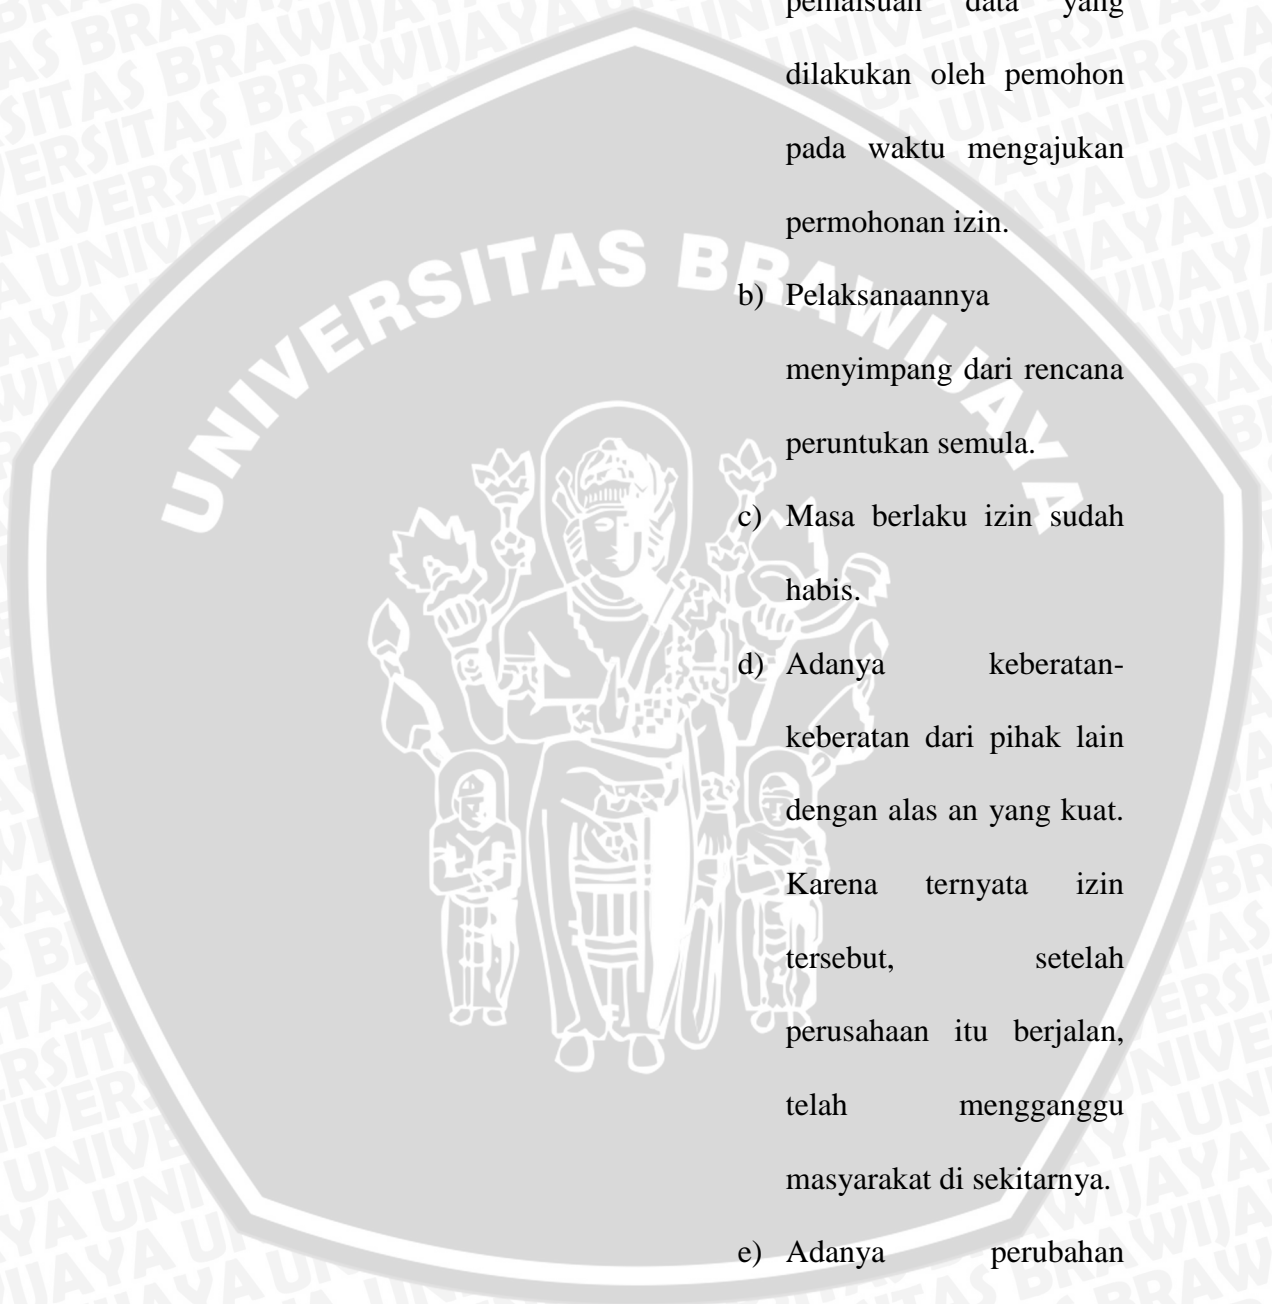 pemalsuan data yang
dilakukan oleh pemohon
pada waktu mengajukan
permohonan izin.
b) Pelaksanaannya
menyimpang dari rencana
peruntukan semula.
c) Masa berlaku izin sudah
habis.
d) Adanya keberatan-
keberatan dari pihak lain
dengan alas an yang kuat.
Karena ternyata izin
tersebut, setelah
perusahaan itu berjalan,
telah mengganggu
masyarakat di sekitarnya.
e) Adanya perubahan
UNIVERSITAS BRAWIJAYA